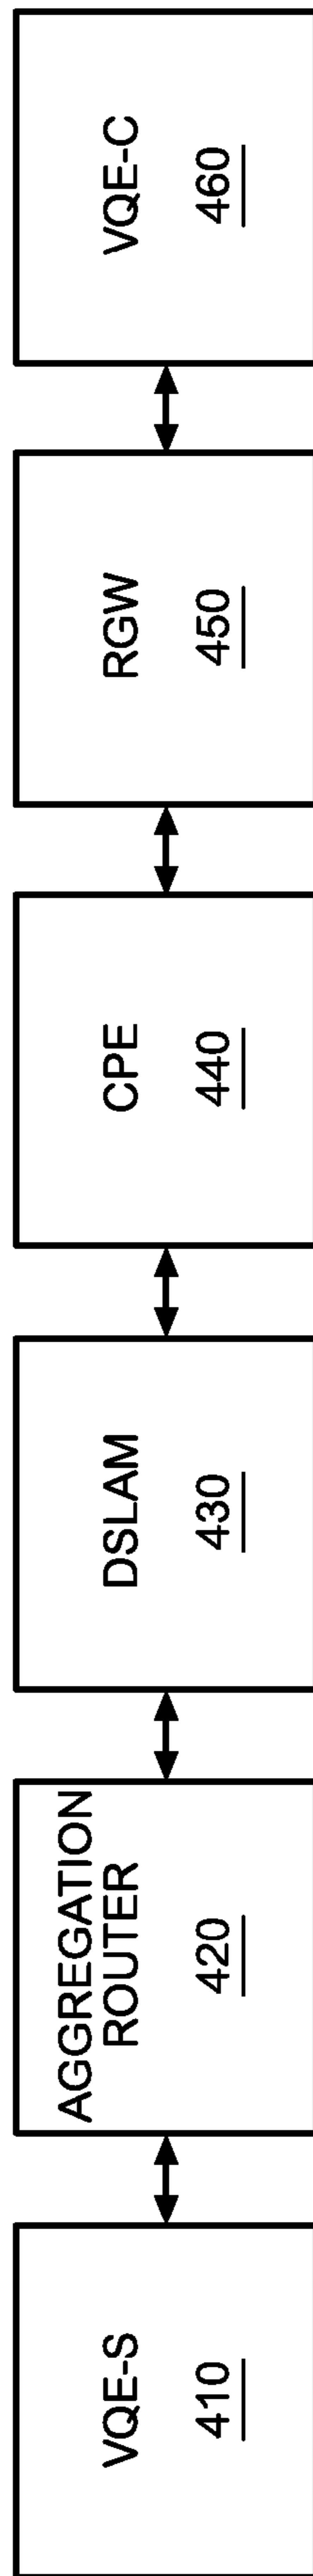 VQE-S
410
AGGREGATION
ROUTER
420
DSLAM
430
CPE
440
RGW
450
VQE-C
460